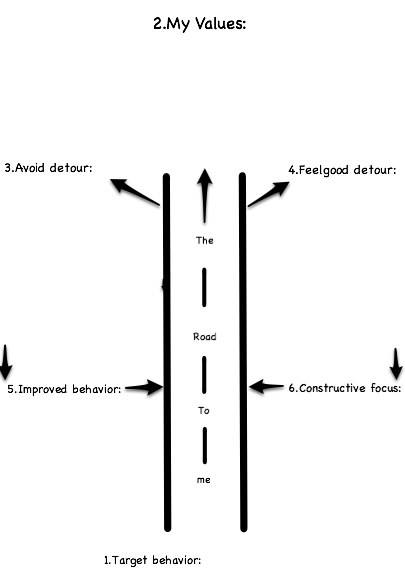 2.My Values:
3.Avoid detour:
4.Feelgood detour:
The
Road
5.Improved behavior:
6.Constructive focus:
To
me
1.Target behavior: